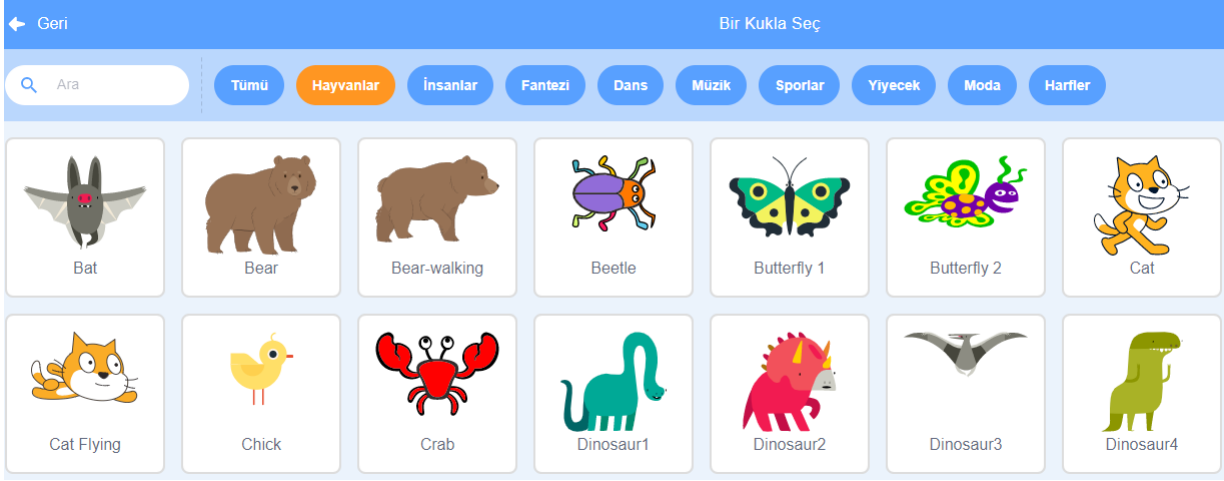 Geri
Bir Kukla Seç
Ara
Tümü Hayvanlar İnsanlar Fantezi Dans Müzik Sporlar Yiyecek Moda Harfler
Bat Bear Bear-walking Beetle Butterfly 1 Butterfly 2 Cat
Cat Flying Chick Crab Dinosaur1 Dinosaur2 Dinosaur3 Dinosaur4